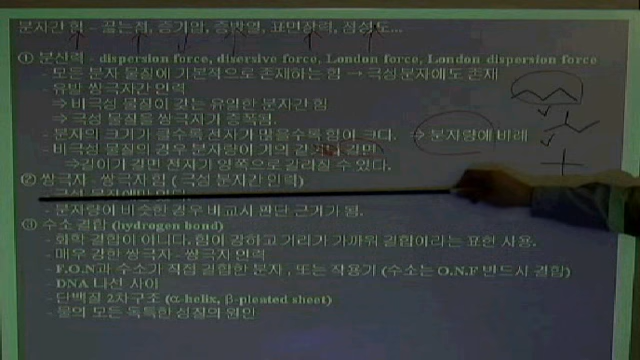 분자간 힘 - 끓는점, 증기압, 증발열, 표면장력, 점성도...
① 분산력 - dispersion force, disersive force, London force, London dispersion force
- 모든 분자 물질에 기본적으로 존재하는 힘 → 극성 분자에도 존재
- 유발 쌍극자간 인력
⇒ 비극성 물질이 갖는 유일한 분자간 힘
⇒ 극성 물질은 쌍극자가 증폭됨.
- 분자의 크기가 클수록 전자가 많을수록 힘이 크다. ⇒ 분자량에 비례
- 비극성 물질의 경우 분자량이 거의 같
⇒ 길이가 길면 전자가 양쪽으로 갈라질 수 있다.
② 쌍극자 - 쌍극자 힘 (극성 분자간 인력)
- 분자량이 비슷한 경우 비교시 판단 근거가 됨.
③ 수소 결합 (hydrogen bond)
- 화학 결합이 아니다. 힘이 강하고 거리가 가까워 결합이라는 표현 사용.
- 매우 강한 쌍극자 - 쌍극자 인력
- F.O.N과 수소가 직접 결합한 분자, 또는 작용기 (수소는 O.N.F 반드시 결합)
- DNA 나선 사이
- 단백질 2차구조 (α-helix, β-pleated sheet)
- 물의 모든 독특한 성질의 원인